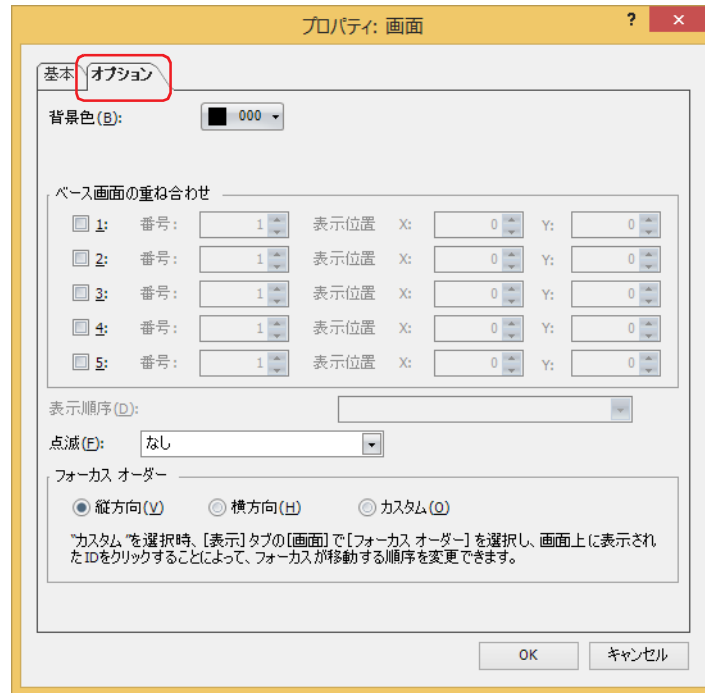 プロパティ: 画面 ? ×
基本 オプション
背景色(B): 000
ベース画面の重ね合わせ
1: 番号: 1 表示位置 X: 0 Y: 0
2: 番号: 1 表示位置 X: 0 Y: 0
3: 番号: 1 表示位置 X: 0 Y: 0
4: 番号: 1 表示位置 X: 0 Y: 0
5: 番号: 1 表示位置 X: 0 Y: 0
表示順序(D):
点滅(F): なし
フォーカス オーダー
縦方向(V) 横方向(H) カスタム(O)
"カスタム"を選択時、[表示]タブの[画面]で[フォーカス オーダー]を選択し、画面上に表示され
たIDをクリックすることによって、フォーカスが移動する順序を変更できます。
OK キャンセル